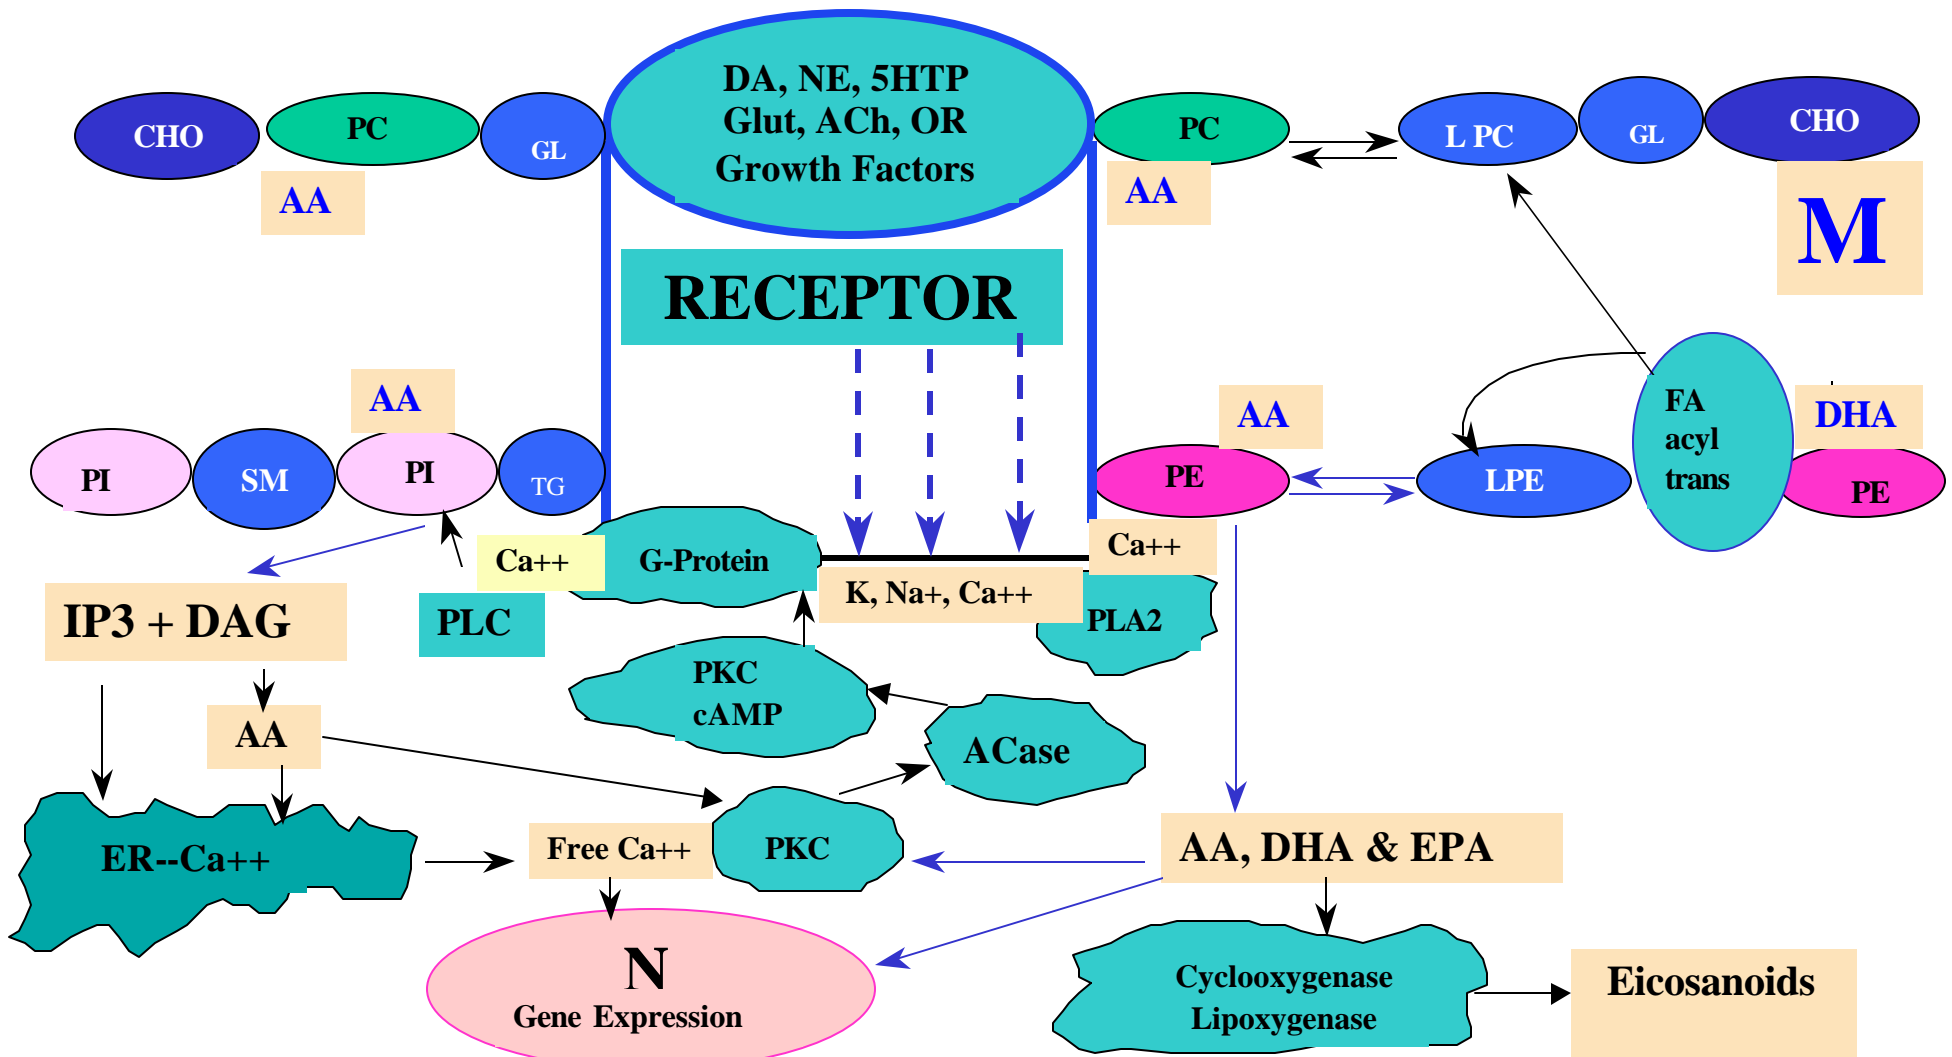 DA, NE, 5HTP
Glut, ACh, OR
Growth Factors
CHO
PC
GL
PC
L PC
GL
CHO
AA
AA
M
RECEPTOR
AA
AA
FA
acyl
trans
DHA
PI
SM
PI
TG
PE
LPE
PE
Ca++
G-Protein
K, Na+, Ca++
Ca++
IP3 + DAG
PLC
PLA2
PKC
cAMP
AA
ACase
ER--Ca++
Free Ca++
PKC
AA, DHA & EPA
N
Gene Expression
Cyclooxygenase
Lipoxygenase
Eicosanoids